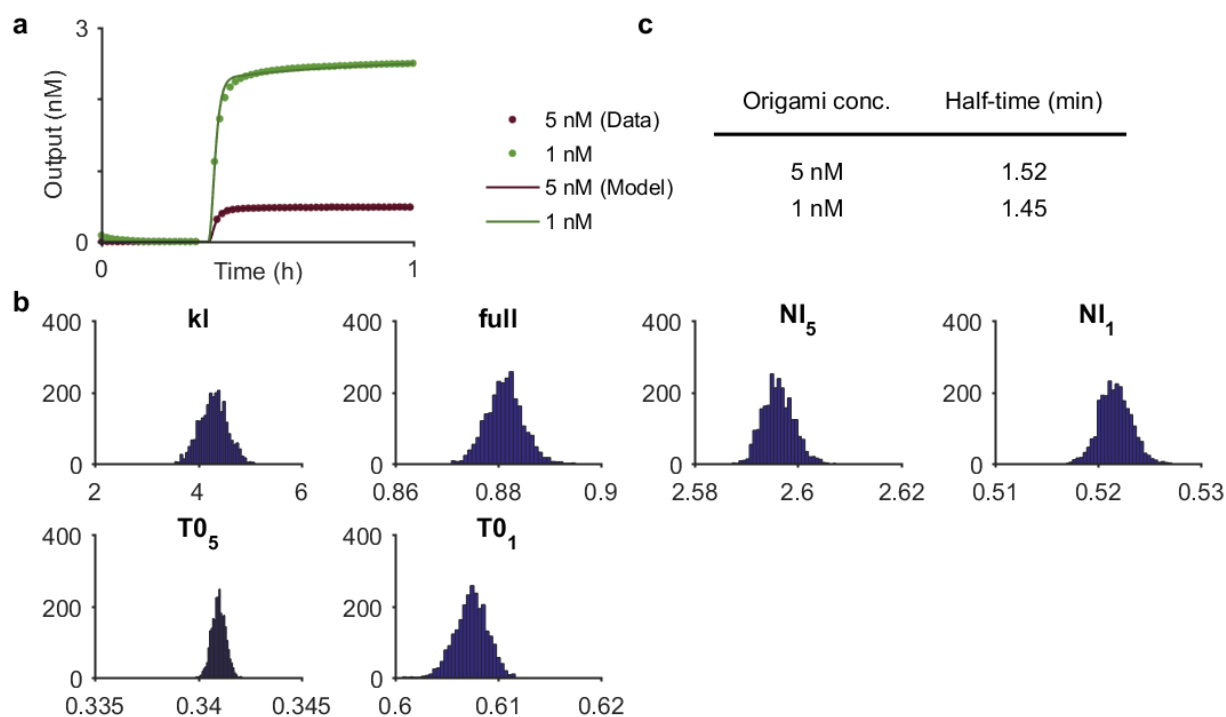 a
3
Output (nM)
0
0
Time (h)
1
5 nM (Data)
1 nM
5 nM (Model)
1 nM
c
Origami conc. Half-time (min)
5 nM 1.52
1 nM 1.45
b
kl
400
200
0
2 4 6
full
400
200
0
0.86 0.88 0.9
NI5
400
200
0
2.58 2.6 2.62
NI1
400
200
0
0.51 0.52 0.53
T05
400
200
0
0.335 0.34 0.345
T01
400
200
0
0.6 0.61 0.62